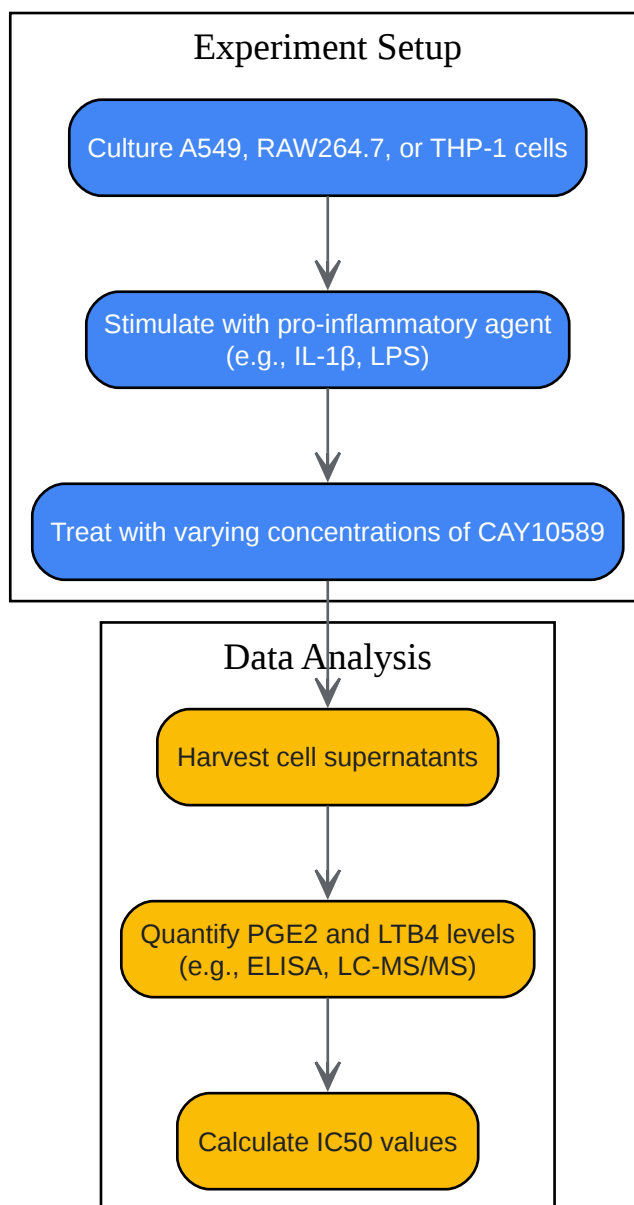 Experiment Setup
Culture A549, RAW264.7, or THP-1 cells
Stimulate with pro-inflammatory agent
(e.g., IL-1β, LPS)
Treat with varying concentrations of CAY10589
Data Analysis
Harvest cell supernatants
Quantify PGE2 and LTB4 levels
(e.g., ELISA, LC-MS/MS)
Calculate IC50 values